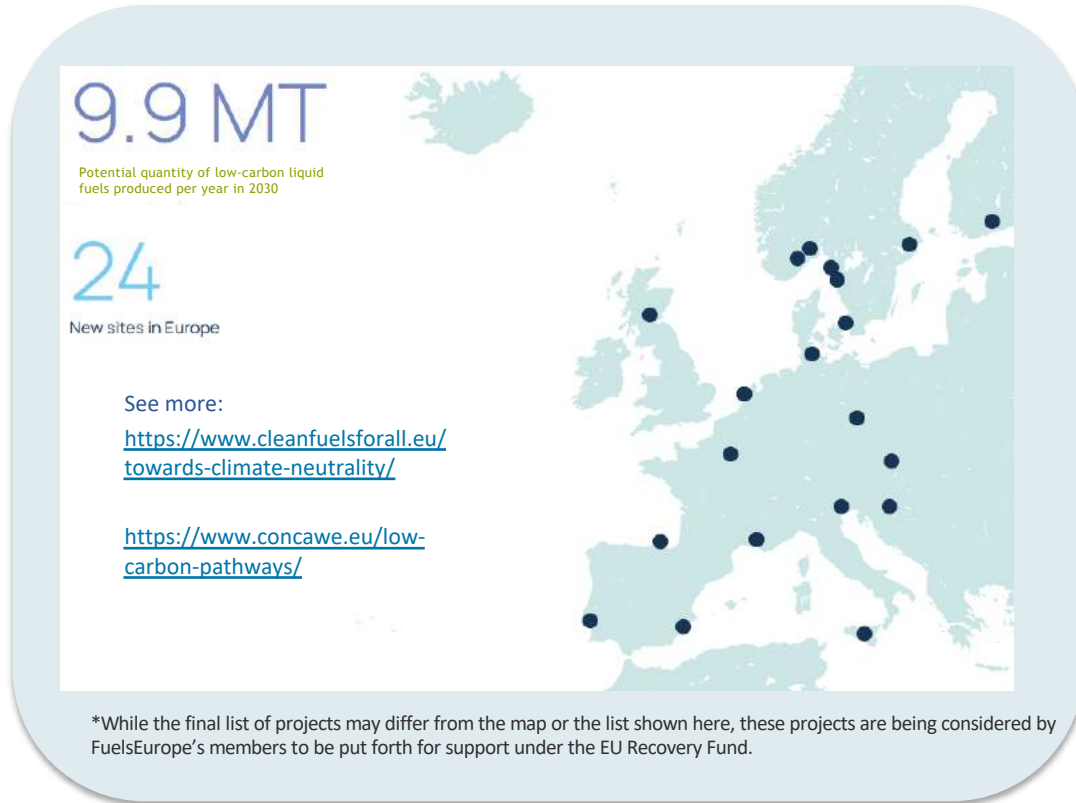 9.9 MT
Potential quantity of low-carbon liquid
fuels produced per year in 2030
24
New sites in Europe
See more:
https://www.cleanfuelsforall.eu/
towards-climate-neutrality/
https://www.concawe.eu/low-
carbon-pathways/
*While the final list of projects may differ from the map or the list shown here, these projects are being considered by
FuelsEurope’s members to be put forth for support under the EU Recovery Fund.